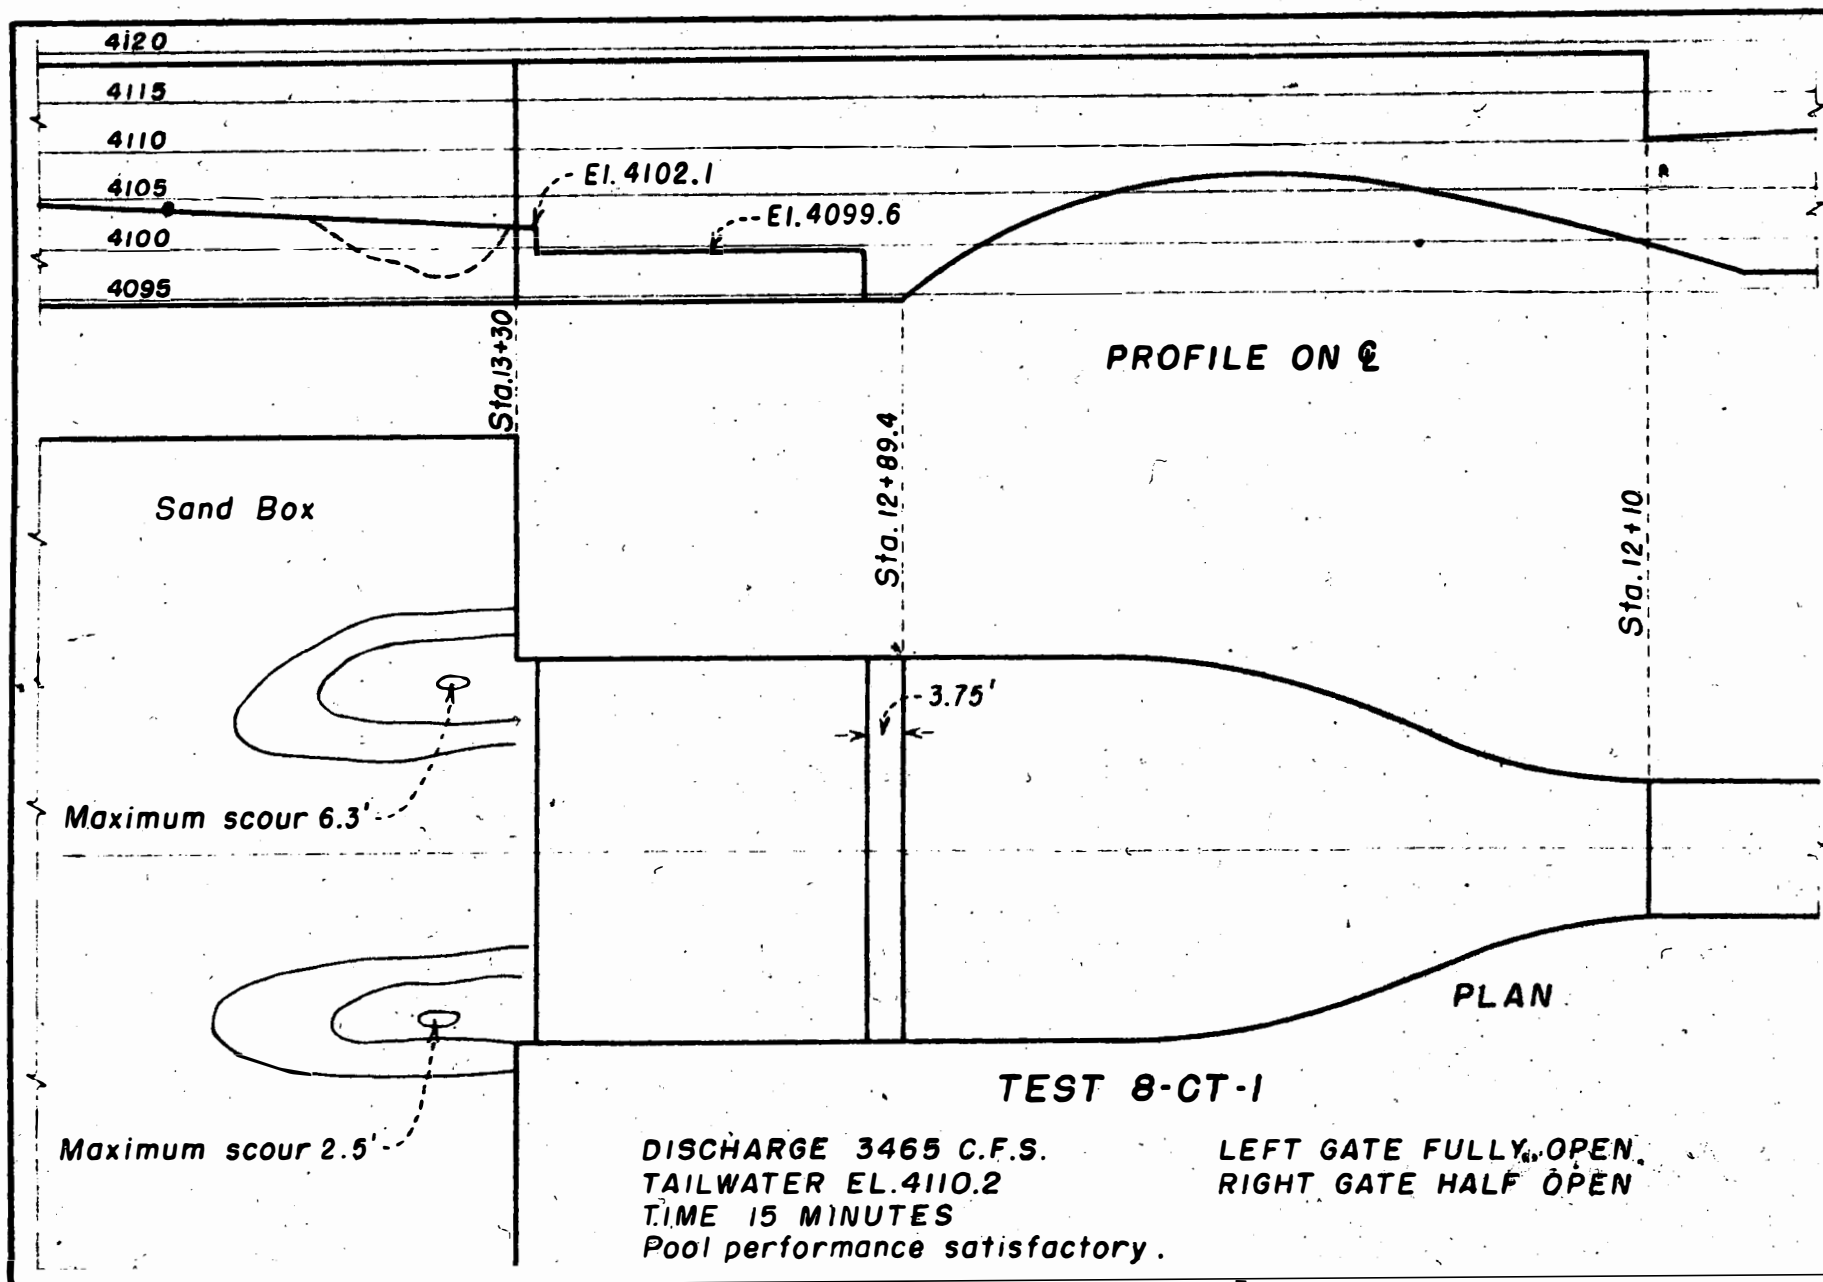 4120
4115
4110
4105
4100
4095
El. 4102.1
El. 4099.6
Sta. 13+30
Sta. 12+89.4
Sta. 12+10
PROFILE ON ℄
Sand Box
3.75'
Maximum scour 6.3'
Maximum scour 2.5'
PLAN
TEST 8-CT-1
DISCHARGE 3465 C.F.S.
TAILWATER EL. 4110.2
TIME 15 MINUTES
Pool performance satisfactory.
LEFT GATE FULLY OPEN
RIGHT GATE HALF OPEN